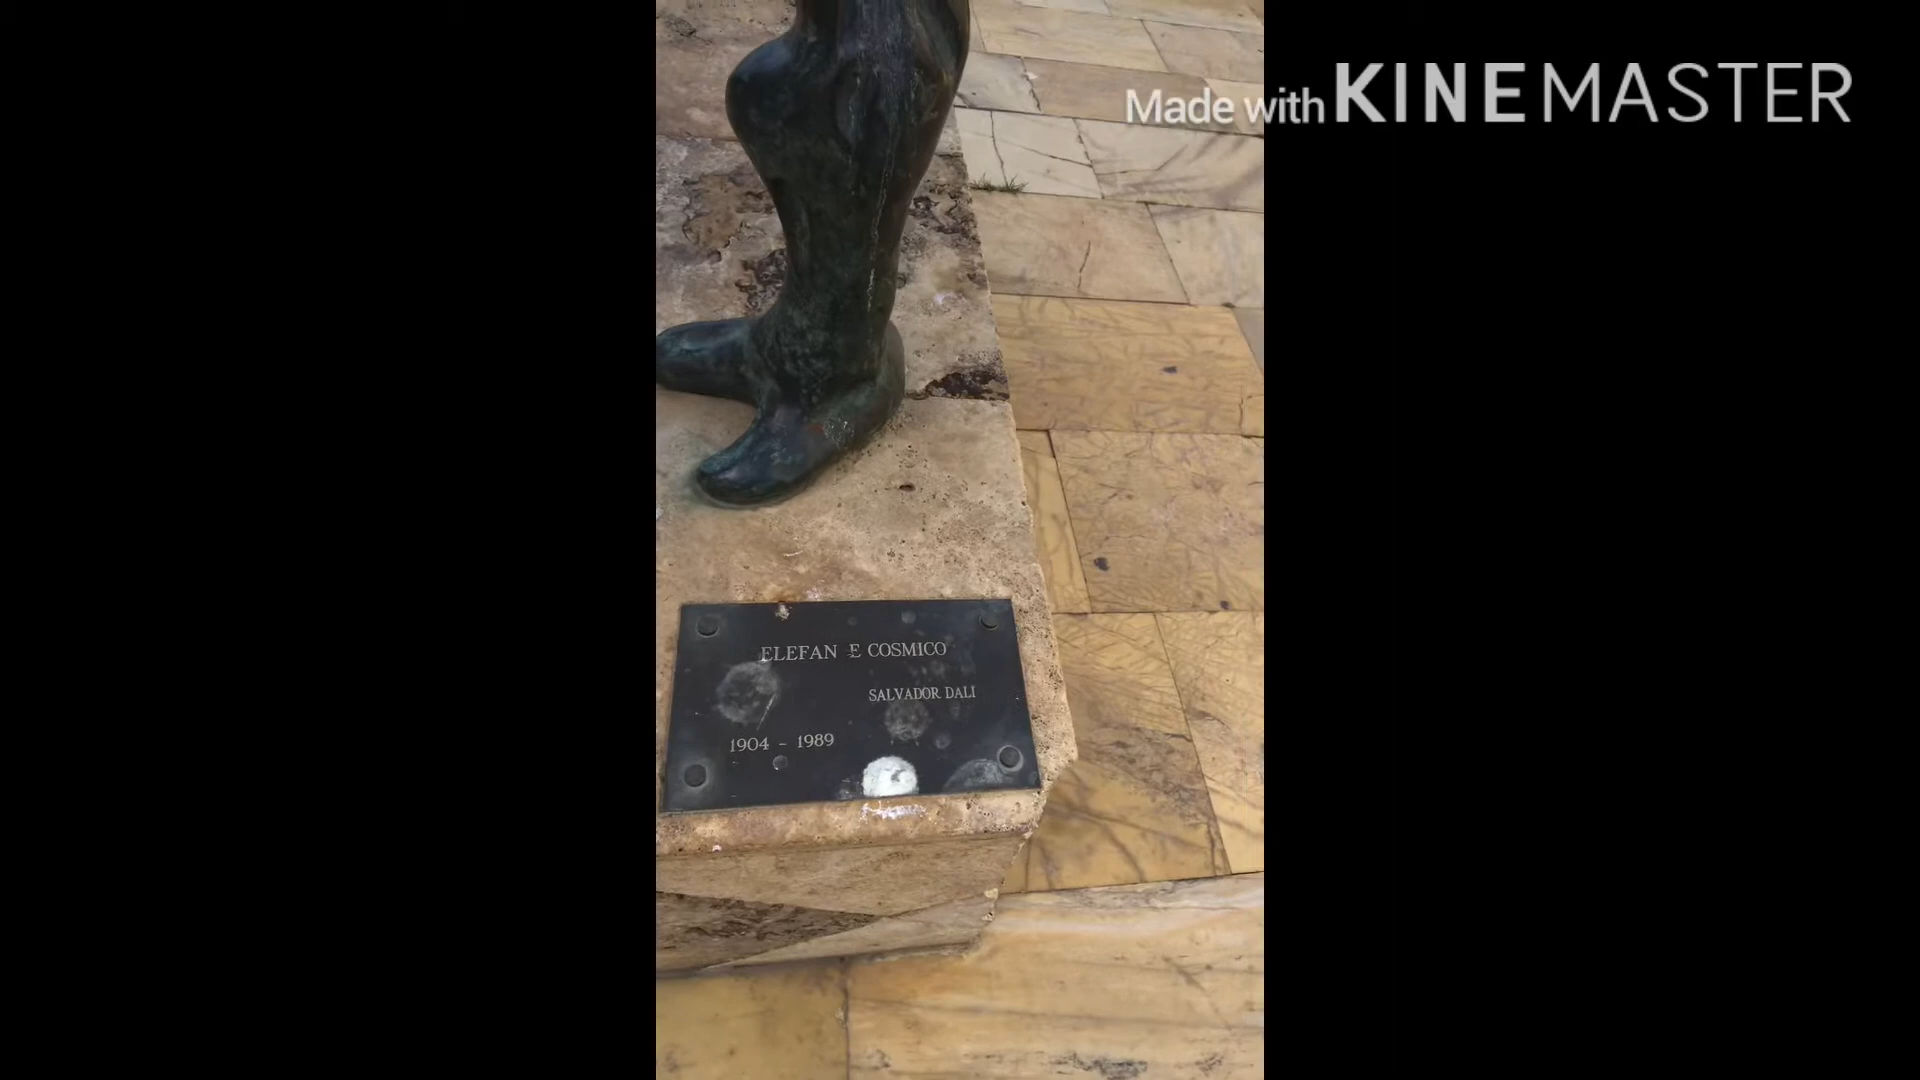 Made with KINEMASTER
ELEFAN E COSMICO
SALVADOR DALI
1904 - 1989